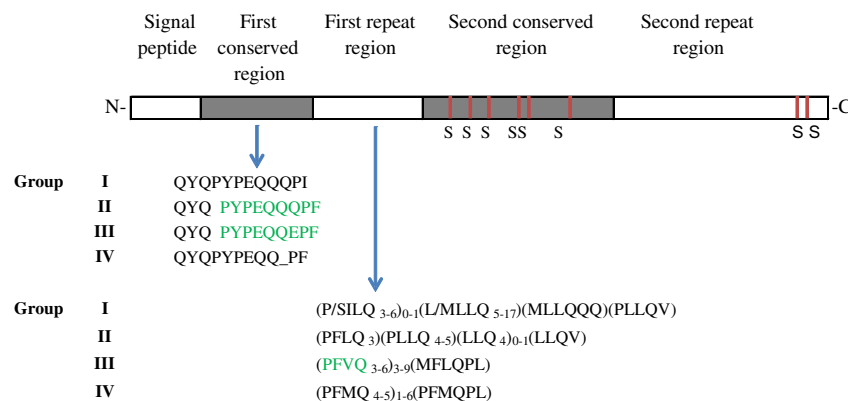 Signal First First repeat Second conserved Second repeat
peptide conserved region region region
region
N- -C
S S S SS S S S
Group I QYQPYPEQQQPI
II QYQ PYPEQQQPF
III QYQ PYPEQQEPF
IV QYQPYPEQQ_PF
Group I (P/SILQ 3-6)0-1(L/MLLQ 5-17)(MLLQQQ)(PLLQV)
II (PFLQ 3)(PLLQ 4-5)(LLQ 4)0-1(LLQV)
III (PFVQ 3-6)3-9(MFLQPL)
IV (PFMQ 4-5)1-6(PFMQPL)